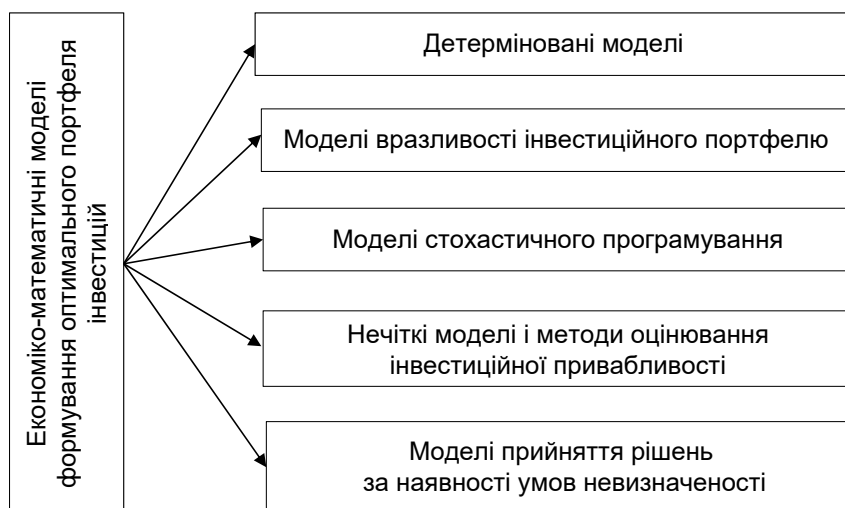 Економіко-математичні моделі
формування оптимального портфеля
інвестицій
Детерміновані моделі
Моделі вразливості інвестиційного портфелю
Моделі стохастичного програмування
Нечіткі моделі і методи оцінювання
інвестиційної привабливості
Моделі прийняття рішень
за наявності умов невизначеності